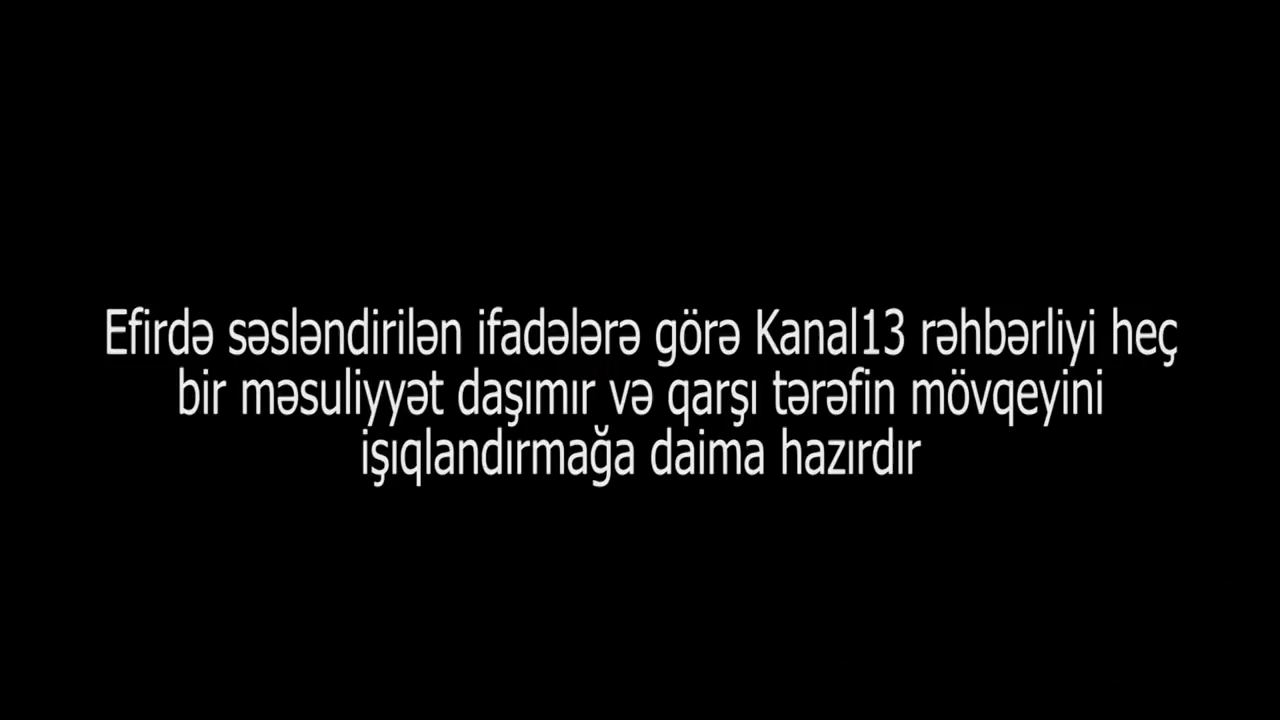 Efirdə səsləndirilən ifadələrə görə Kanal13 rəhbərliyi heç
bir məsuliyyət daşımır və qarşı tərəfin mövqeyini
işıqlandırmağa daima hazırdır